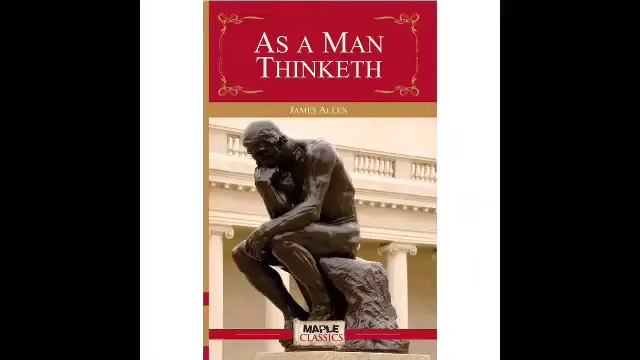 AS A MAN
THINKETH
JAMES ALLEN
MAPLE
CLASSICS